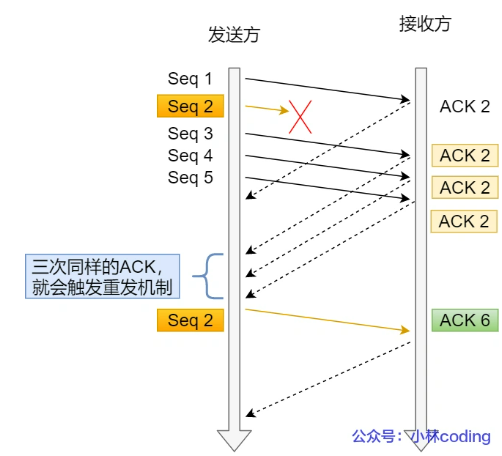 发送方
接收方
Seq 1
ACK 2
Seq 2
Seq 3
Seq 4
ACK 2
Seq 5
ACK 2
ACK 2
三次同样的ACK，
就会触发重发机制
Seq 2
ACK 6
公众号：小林coding